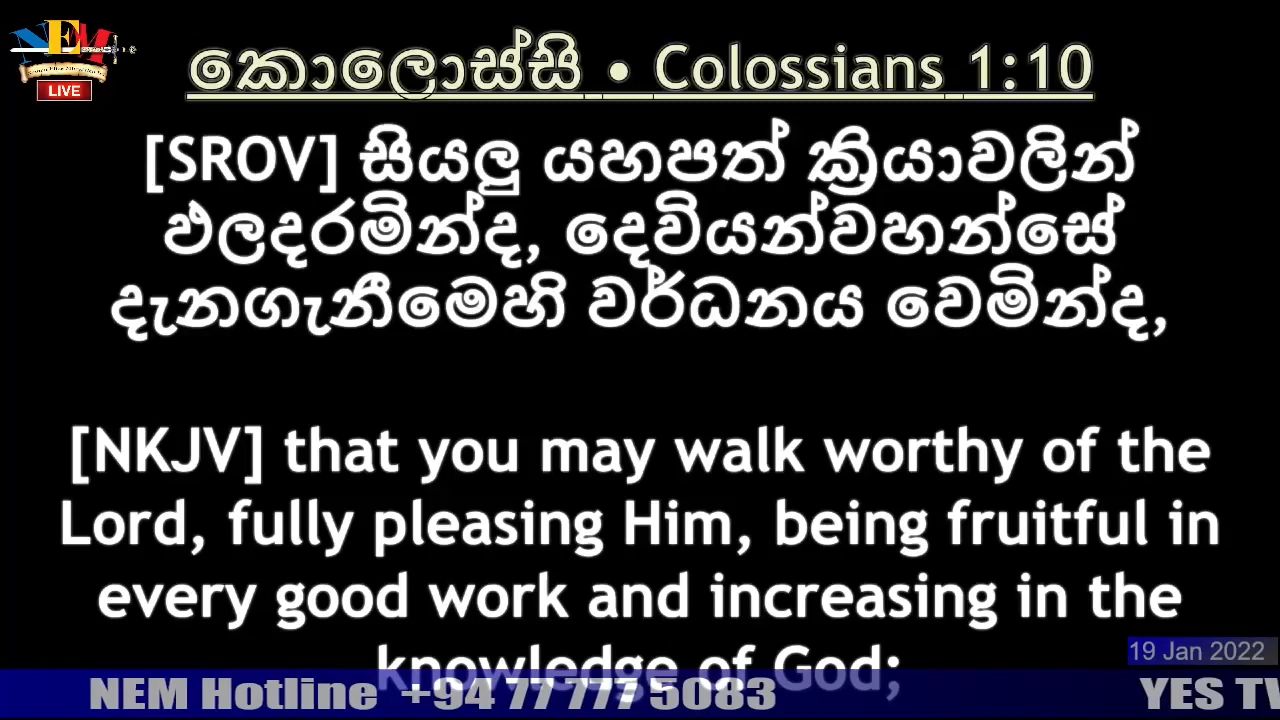 NEM
LIVE
කොලොස්සි • Colossians 1:10
[SROV] සියලු යහපත් ක්‍රියාවලින්
ඵලදරමින්ද, දෙවියන්වහන්සේ
දැනගැනීමෙහි වර්ධනය වෙමින්ද,
[NKJV] that you may walk worthy of the
Lord, fully pleasing Him, being fruitful in
every good work and increasing in the
knowledge of God;
19 Jan 2022
NEM Hotline +94 77 777 5083
YES TV